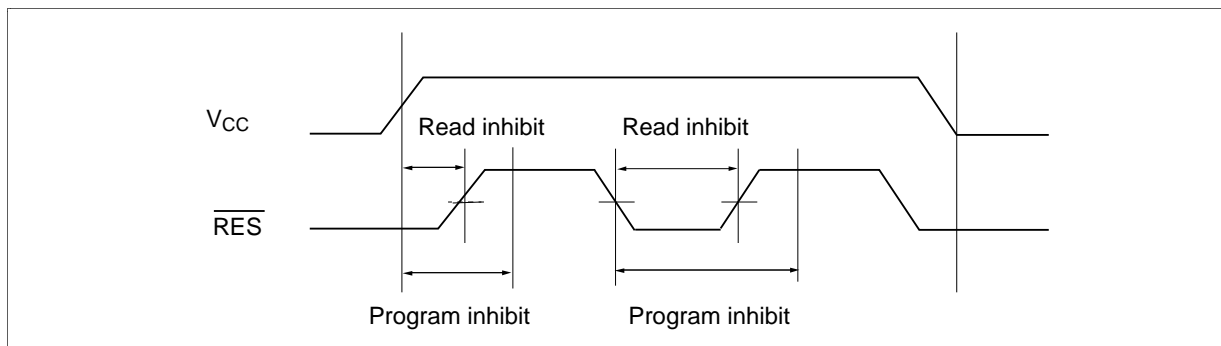 VCC
Read inhibit Read inhibit
RES
Program inhibit Program inhibit